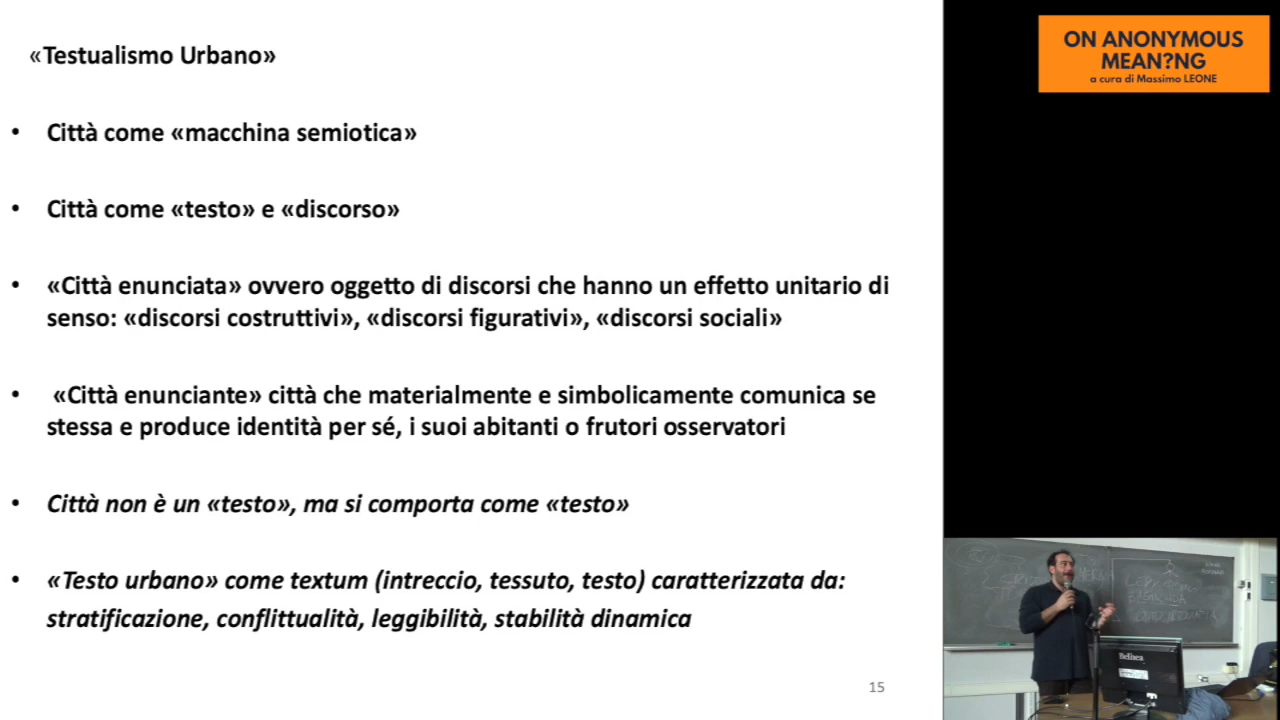 «Testualismo Urbano»
• Città come «macchina semiotica»
• Città come «testo» e «discorso»
• «Città enunciata» ovvero oggetto di discorsi che hanno un effetto unitario di
senso: «discorsi costruttivi», «discorsi figurativi», «discorsi sociali»
• «Città enunciante» città che materialmente e simbolicamente comunica se
stessa e produce identità per sé, i suoi abitanti o frutori osservatori
• Città non è un «testo», ma si comporta come «testo»
• «Testo urbano» come textum (intreccio, tessuto, testo) caratterizzata da:
stratificazione, conflittualità, leggibilità, stabilità dinamica
15
ON ANONYMOUS
MEAN?NG
a cura di Massimo LEONE
Belinea